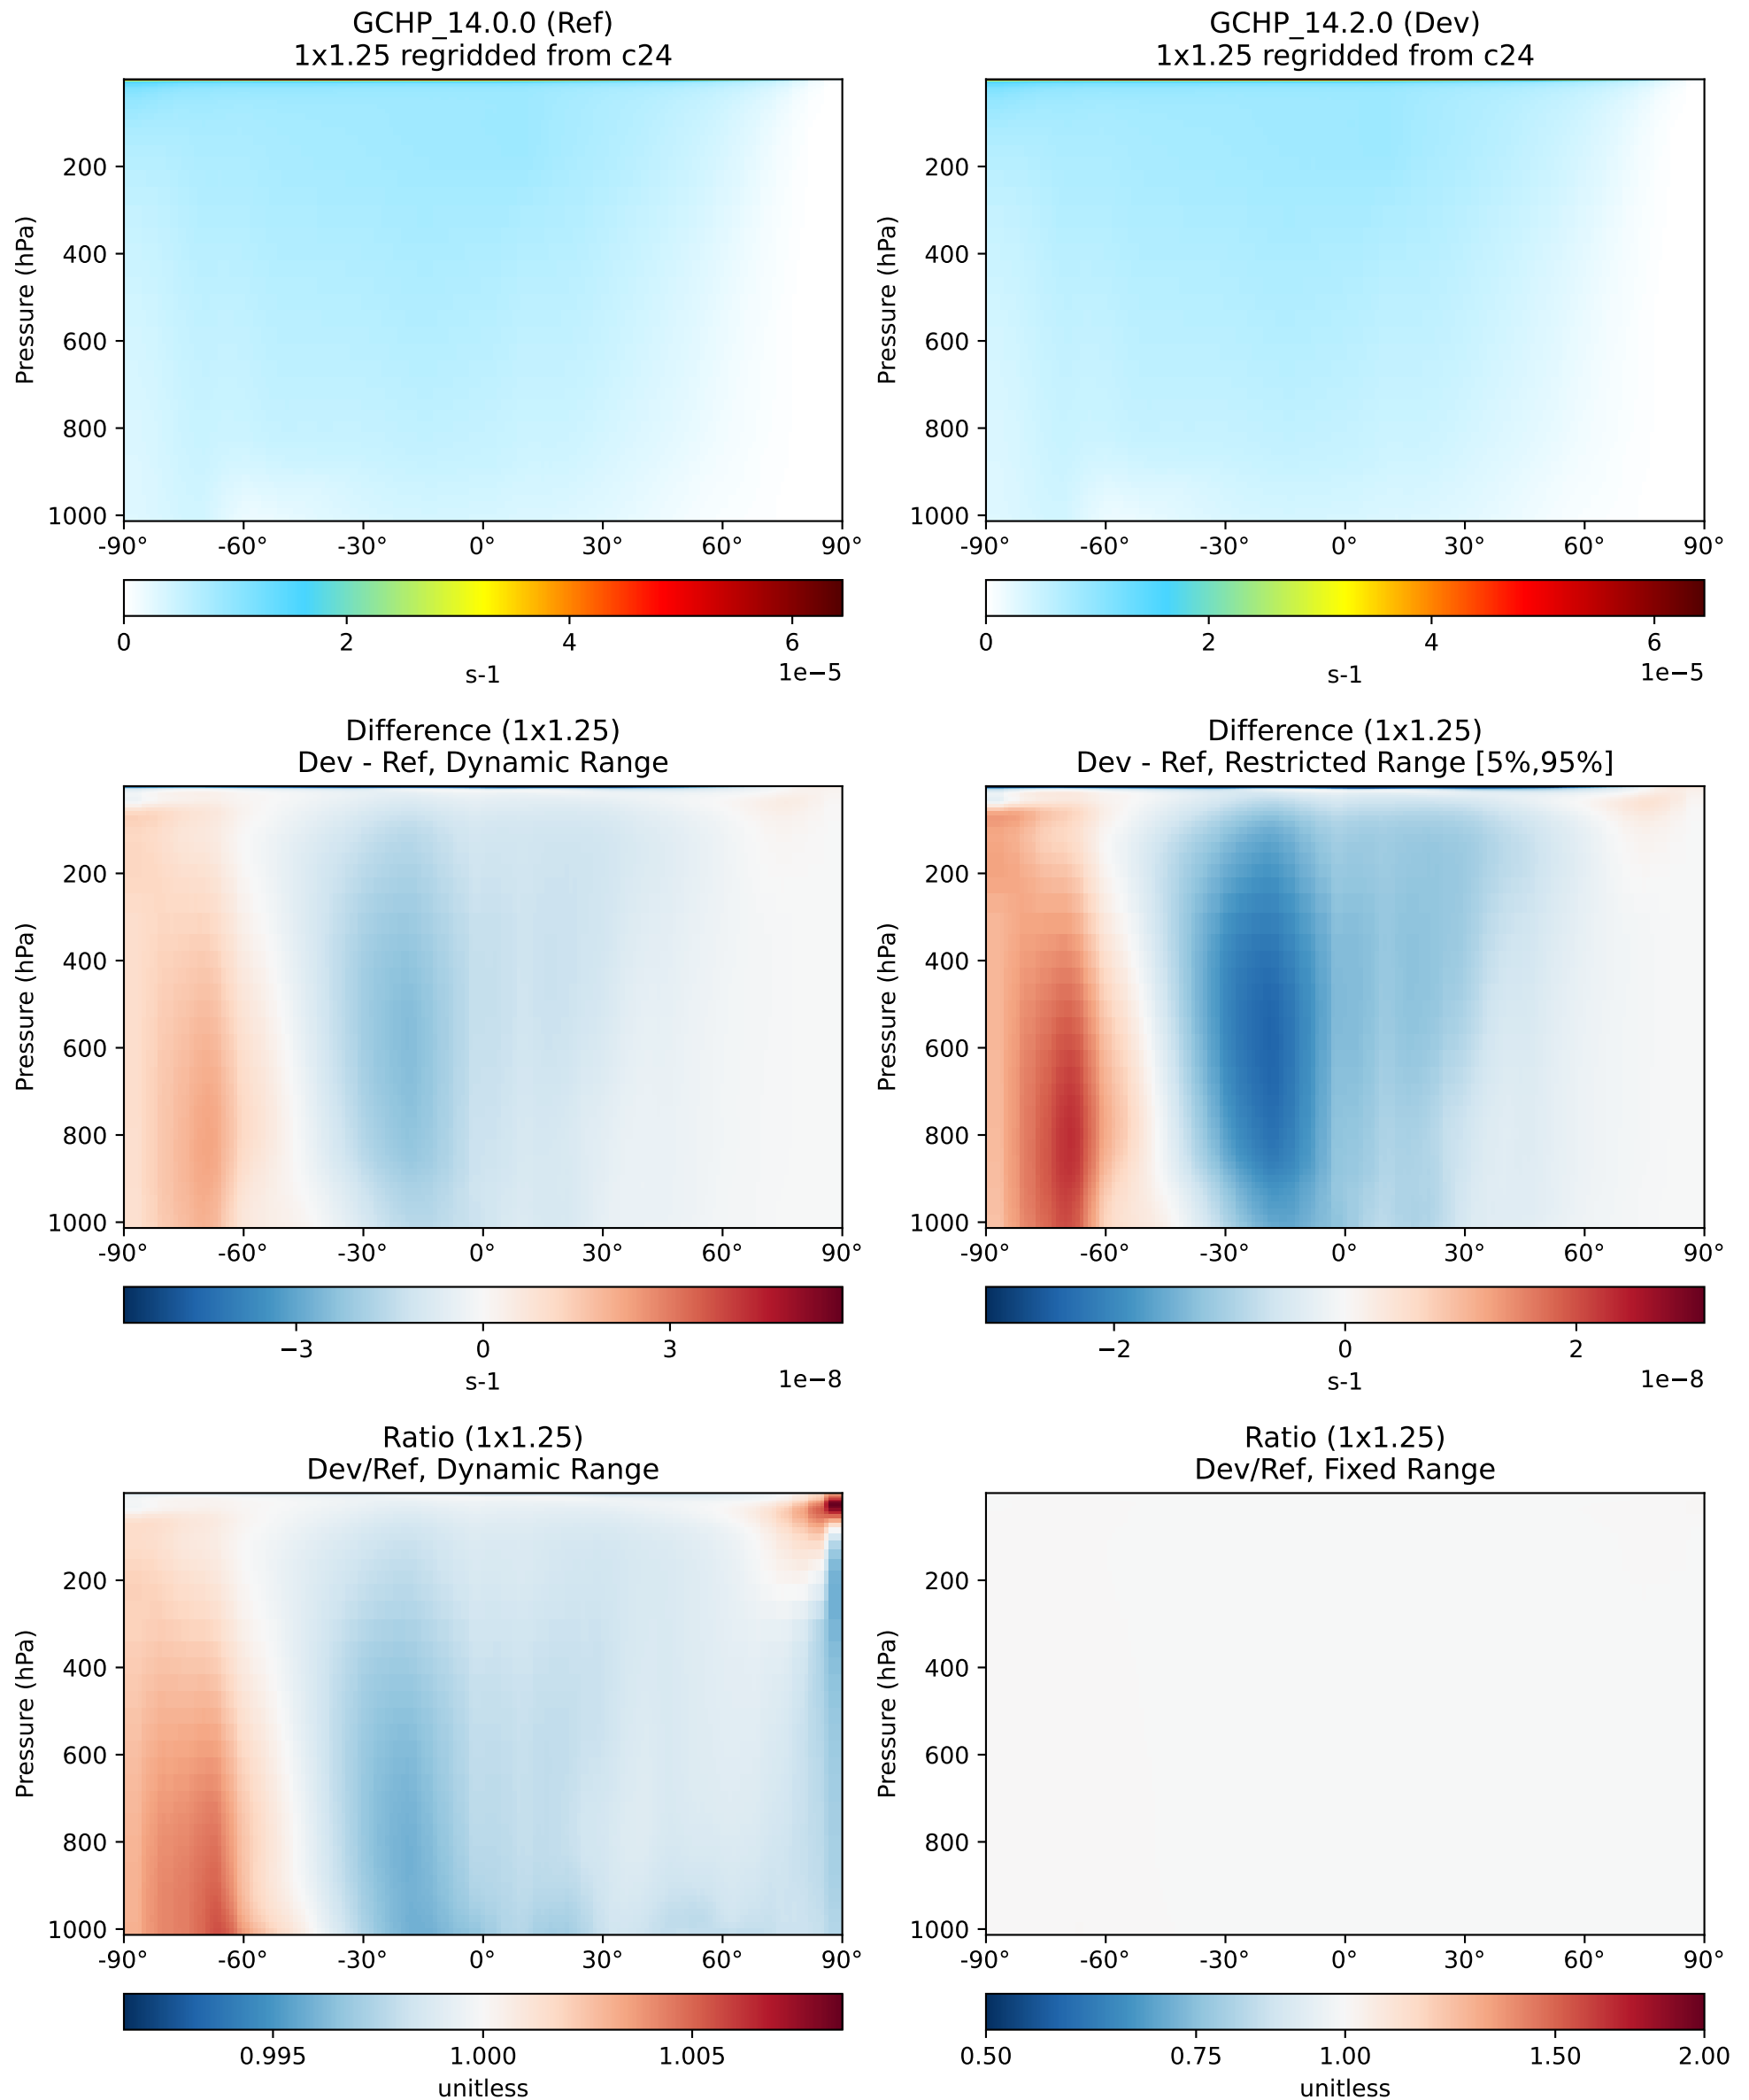 GCHP_14.0.0 (Ref)
1x1.25 regridded from c24
Pressure (hPa)
200
400
600
800
1000
-90° -60° -30° 0° 30° 60° 90°
0 2 4 6
1e−5
s-1
GCHP_14.2.0 (Dev)
1x1.25 regridded from c24
Pressure (hPa)
200
400
600
800
1000
-90° -60° -30° 0° 30° 60° 90°
0 2 4 6
1e−5
s-1
Difference (1x1.25)
Dev - Ref, Dynamic Range
Pressure (hPa)
200
400
600
800
1000
-90° -60° -30° 0° 30° 60° 90°
−3 0 3
1e−8
s-1
Difference (1x1.25)
Dev - Ref, Restricted Range [5%,95%]
Pressure (hPa)
200
400
600
800
1000
-90° -60° -30° 0° 30° 60° 90°
−2 0 2
1e−8
s-1
Ratio (1x1.25)
Dev/Ref, Dynamic Range
Pressure (hPa)
200
400
600
800
1000
-90° -60° -30° 0° 30° 60° 90°
0.995 1.000 1.005
unitless
Ratio (1x1.25)
Dev/Ref, Fixed Range
Pressure (hPa)
200
400
600
800
1000
-90° -60° -30° 0° 30° 60° 90°
0.50 0.75 1.00 1.50 2.00
unitless